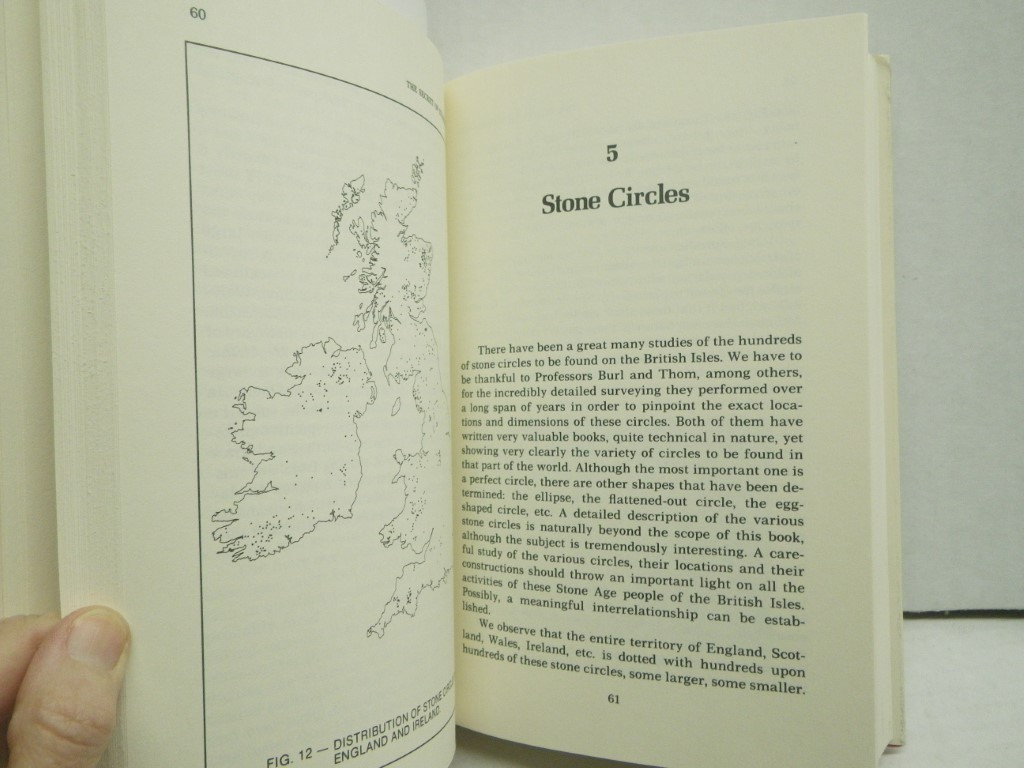 60
THE SECRET OF
FIG. 12 — DISTRIBUTION OF STONE
ENGLAND AND IRELAND
5
Stone Circles
There have been a great many studies of the hundreds
of stone circles to be found on the British Isles. We have to
be thankful to Professors Burl and Thom, among others,
for the incredibly detailed surveying they performed over
a long span of years in order to pinpoint the exact loca-
tions and dimensions of these circles. Both of them have
written very valuable books, quite technical in nature, yet
showing very clearly the variety of circles to be found in
that part of the world. Although the most important one is
a perfect circle, there are other shapes that have been de-
termined: the ellipse, the flattened-out circle, the egg-
shaped circle, etc. A detailed description of the various
stone circles is naturally beyond the scope of this book,
although the subject is tremendously interesting. A care-
ful study of the various circles, their locations and their
constructions should throw an important light on all the
activities of these Stone Age people of the British Isles.
Possibly, a meaningful interrelationship can be estab-
lished.
We observe that the entire territory of England, Scot-
land, Wales, Ireland, etc. is dotted with hundreds upon
hundreds of these stone circles, some larger, some smaller.
61